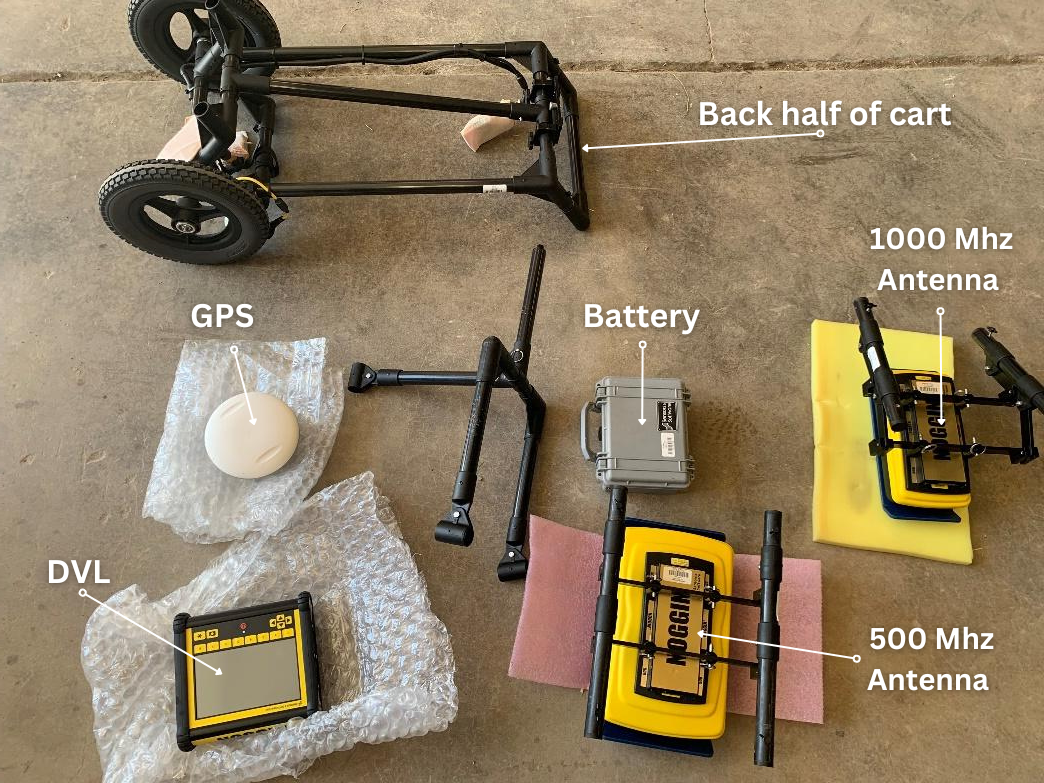 Back half of cart
1000 Mhz
Antenna
GPS
Battery
NOGGIN
DVL
NOGGIN
500 Mhz
Antenna